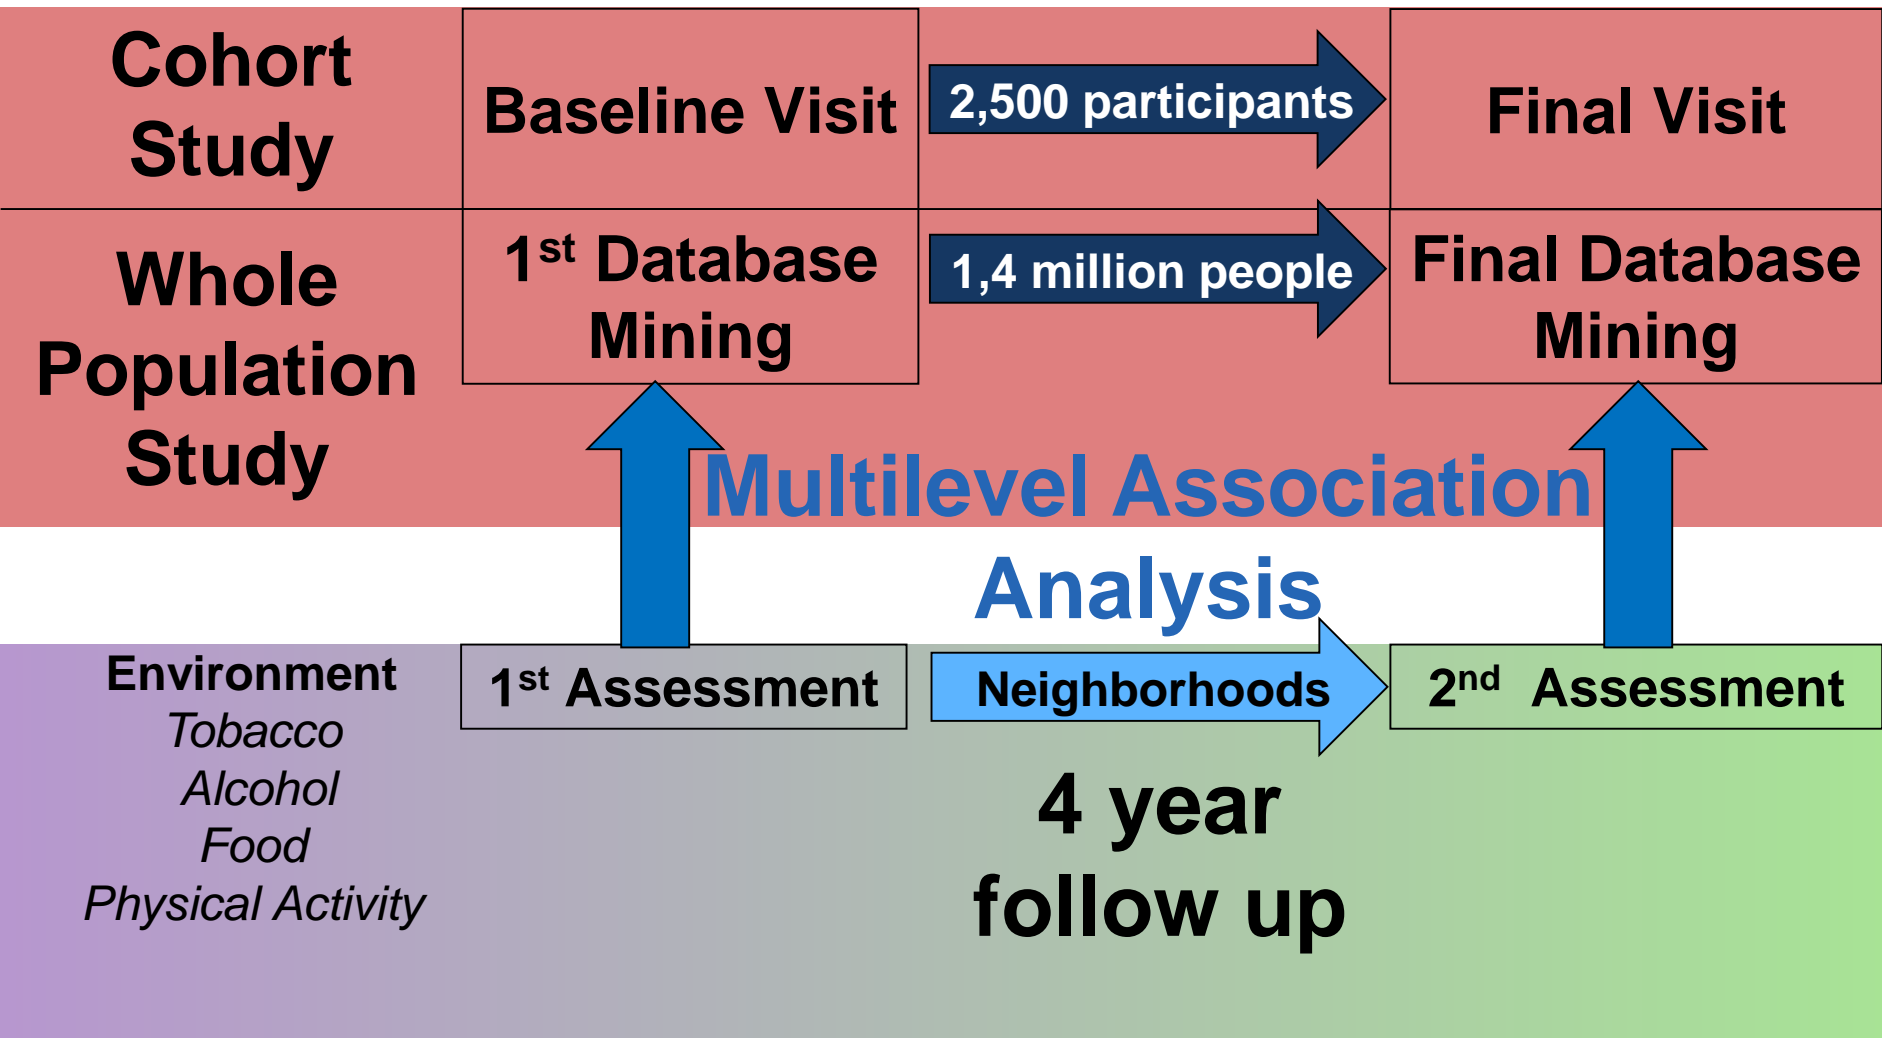 Cohort
Study
Baseline Visit
2,500 participants
Final Visit
Whole
Population
Study
1st Database
Mining
1,4 million people
Final Database
Mining
Multilevel Association
Analysis
Environment
Tobacco
Alcohol
Food
Physical Activity
1st Assessment
Neighborhoods
2nd Assessment
4 year
follow up